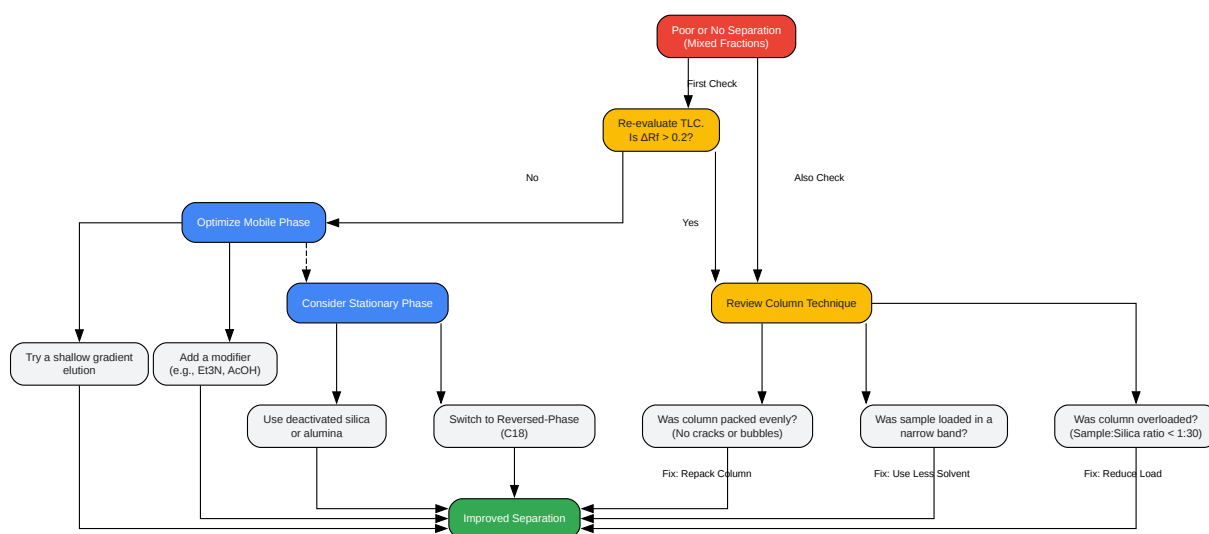 Poor or No Separation
(Mixed Fractions)
First Check
Re-evaluate TLC.
Is ΔRf > 0.2?
No
Also Check
Optimize Mobile Phase
Yes
Consider Stationary Phase
Review Column Technique
Try a shallow gradient
elution
Add a modifier
(e.g., Et3N, AcOH)
Use deactivated silica
or alumina
Switch to Reversed-Phase
(C18)
Was column packed evenly?
(No cracks or bubbles)
Was sample loaded in a
narrow band?
Was column overloaded?
(Sample:Silica ratio < 1:30)
Fix: Repack Column
Fix: Use Less Solvent
Fix: Reduce Load
Improved Separation